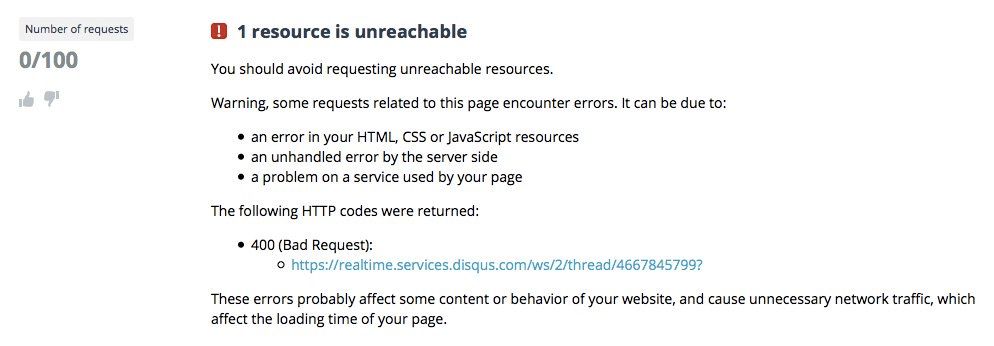 Number of requests
0/100
! 1 resource is unreachable
You should avoid requesting unreachable resources.
Warning, some requests related to this page encounter errors. It can be due to:
• an error in your HTML, CSS or JavaScript resources
• an unhandled error by the server side
• a problem on a service used by your page
The following HTTP codes were returned:
• 400 (Bad Request):
○ https://realtime.services.disqus.com/ws/2/thread/4667845799?
These errors probably affect some content or behavior of your website, and cause unnecessary network traffic, which
affect the loading time of your page.